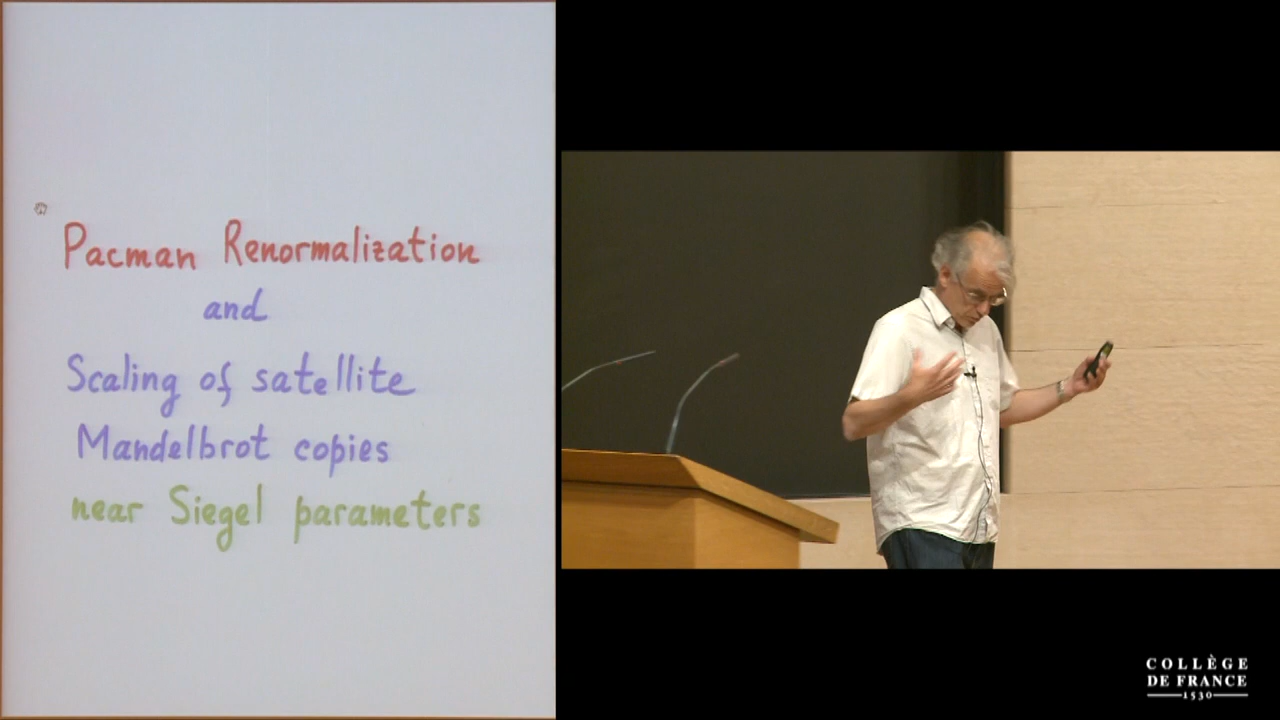 Pacman Renormalization
and
Scaling of satellite
Mandelbrot copies
near Siegel parameters
COLLÈGE
DE FRANCE
1530